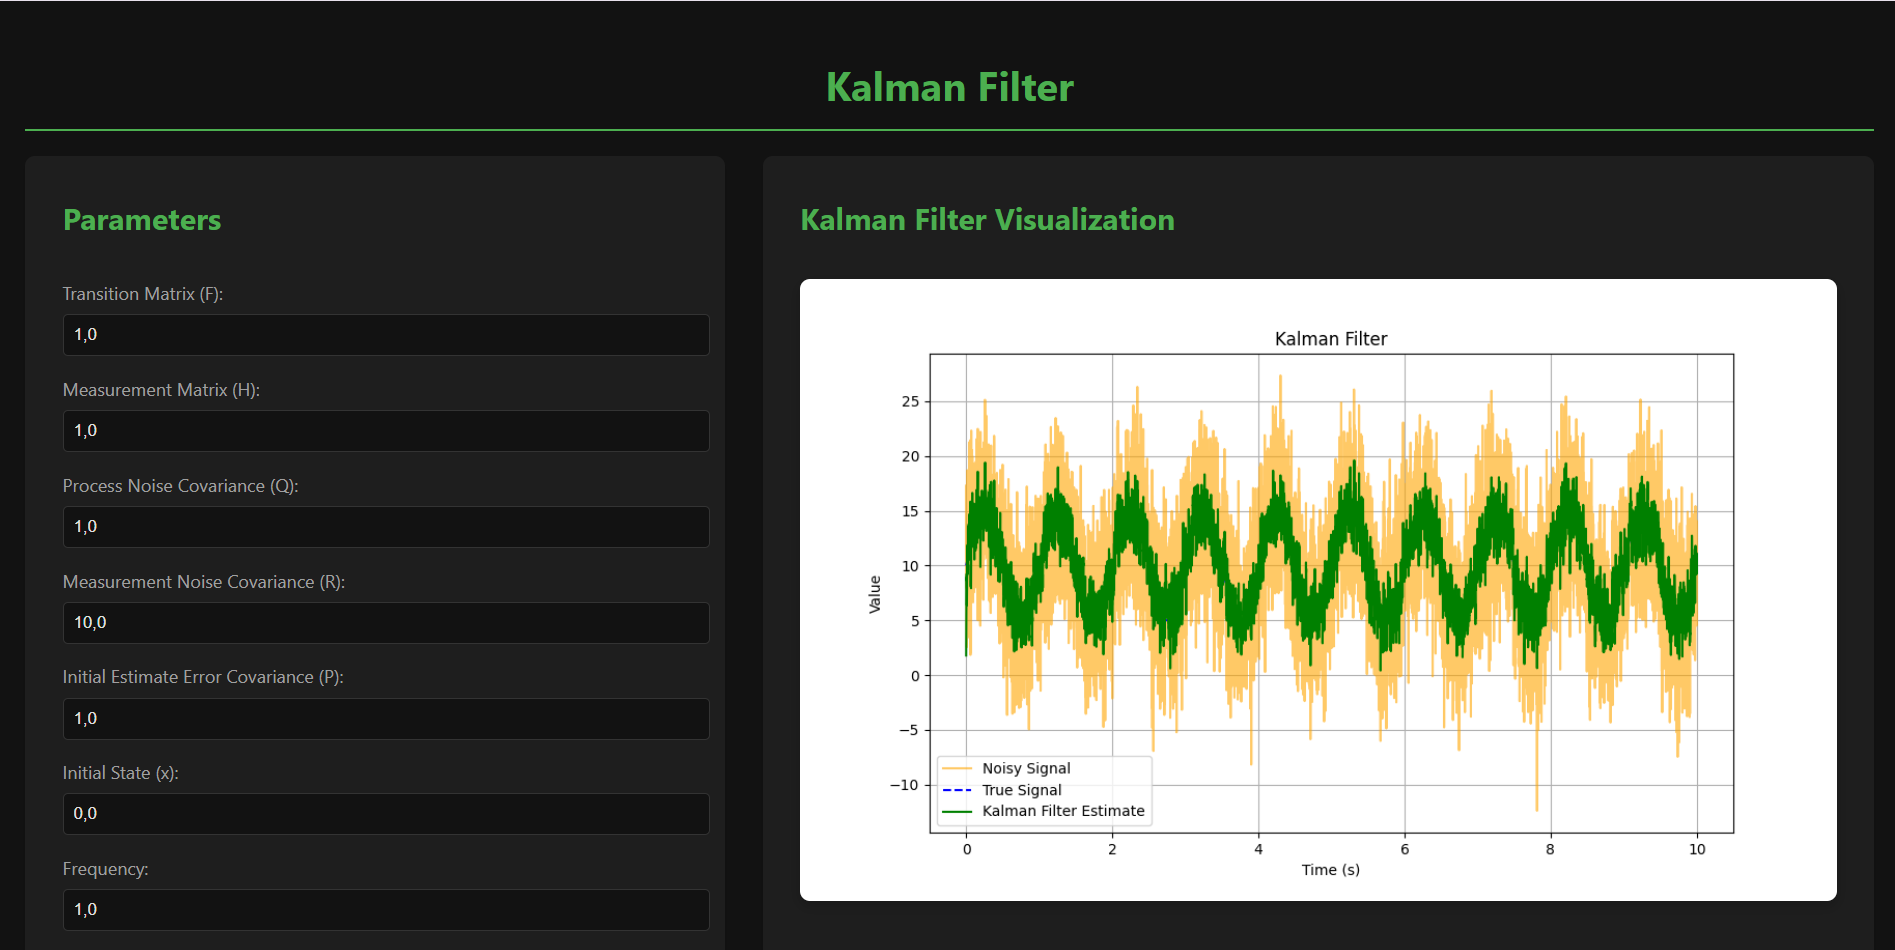 Kalman Filter
Parameters
Transition Matrix (F):
1,0
Measurement Matrix (H):
1,0
Process Noise Covariance (Q):
1,0
Measurement Noise Covariance (R):
10,0
Initial Estimate Error Covariance (P):
1,0
Initial State (x):
0,0
Frequency:
1,0
Kalman Filter Visualization
Kalman Filter
25
20
15
10
5
0
−5
−10
Value
Noisy Signal
True Signal
Kalman Filter Estimate
0 2 4 6 8 10
Time (s)